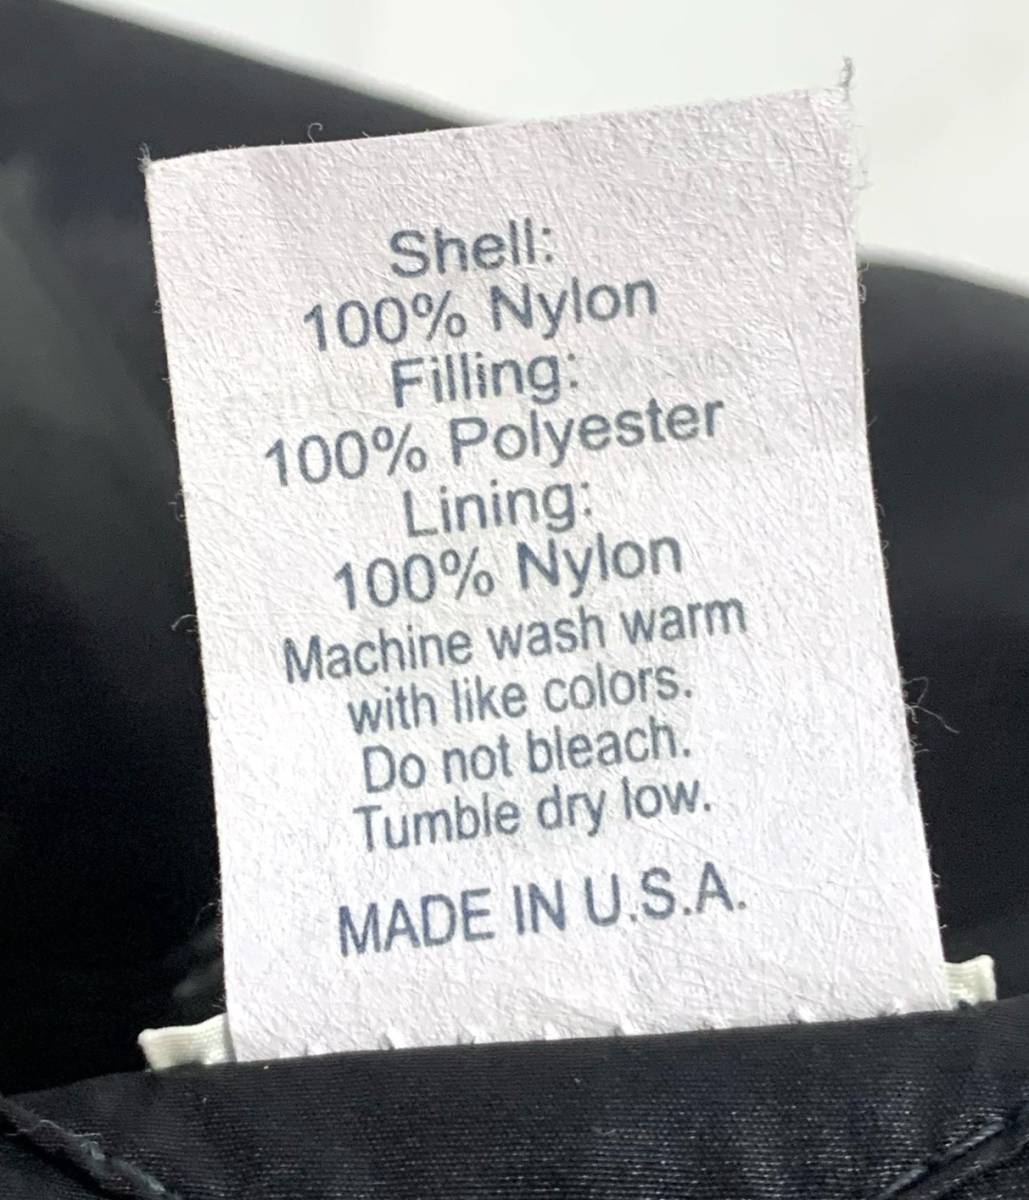 Shell:
100% Nylon
Filling:
100% Polyester
Lining:
100% Nylon
Machine wash warm
with like colors.
Do not bleach.
Tumble dry low.
MADE IN U.S.A.